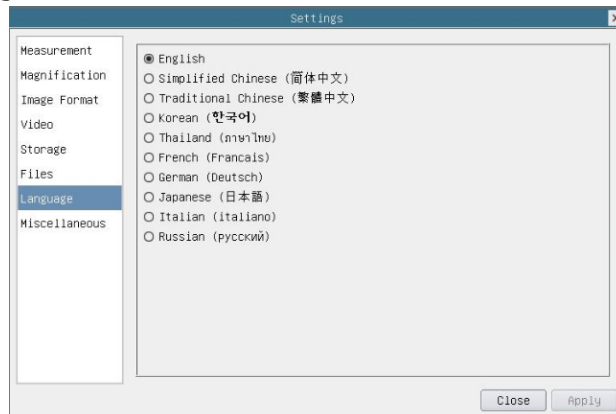 Settings
Measurement
Magnification
Image Format
Video
Storage
Files
Language
Miscellaneous
English
Simplified Chinese (简体中文)
Traditional Chinese (繁體中文)
Korean (한국어)
Thailand (ภาษาไทย)
French (Francais)
German (Deutsch)
Japanese (日本語)
Italian (italiano)
Russian (русский)
Close
Apply